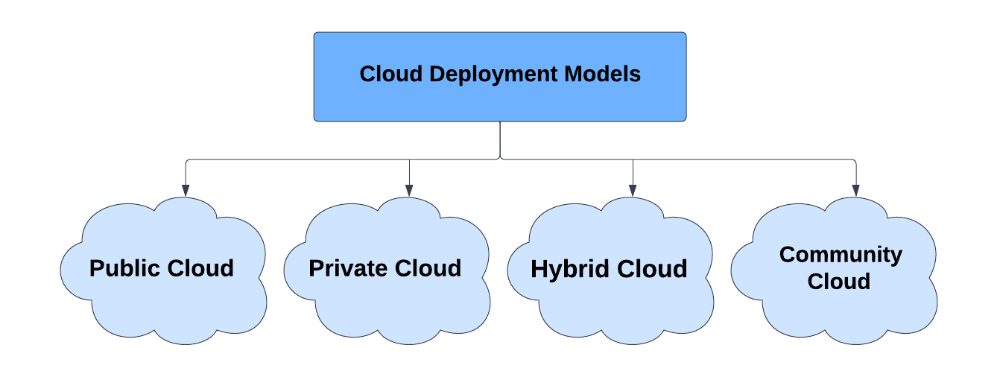 Cloud Deployment Models
Public Cloud
Private Cloud
Hybrid Cloud
Community
Cloud